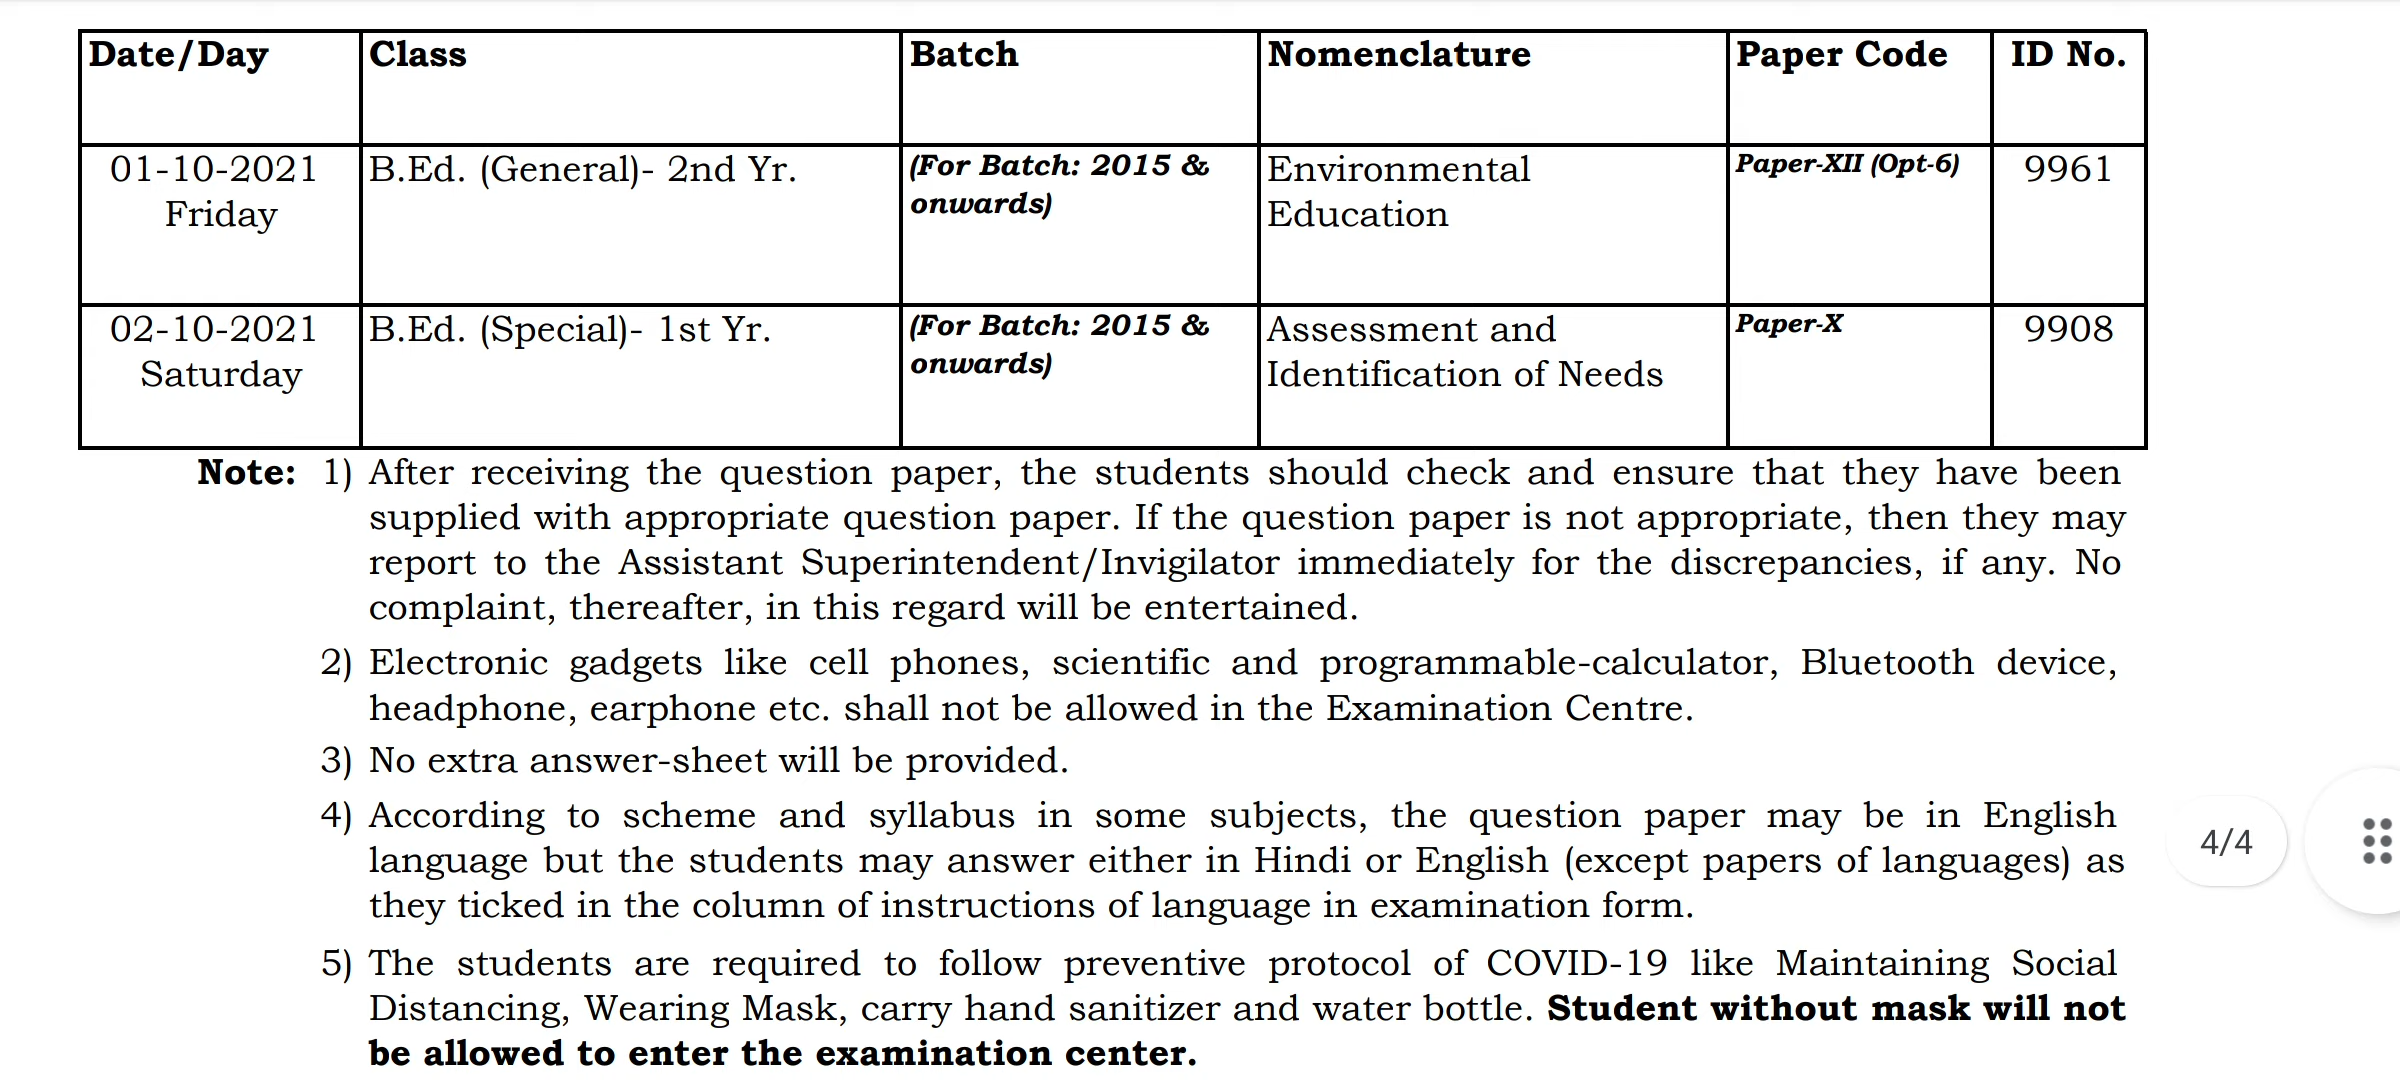 Date/Day Class Batch Nomenclature Paper Code ID No.
01-10-2021 B.Ed. (General)- 2nd Yr. (For Batch: 2015 & Environmental Paper-XII (Opt-6) 9961
Friday onwards) Education
02-10-2021 B.Ed. (Special)- 1st Yr. (For Batch: 2015 & Assessment and Paper-X 9908
Saturday onwards) Identification of Needs
Note: 1) After receiving the question paper, the students should check and ensure that they have been
supplied with appropriate question paper. If the question paper is not appropriate, then they may
report to the Assistant Superintendent/Invigilator immediately for the discrepancies, if any. No
complaint, thereafter, in this regard will be entertained.
2) Electronic gadgets like cell phones, scientific and programmable-calculator, Bluetooth device,
headphone, earphone etc. shall not be allowed in the Examination Centre.
3) No extra answer-sheet will be provided.
4) According to scheme and syllabus in some subjects, the question paper may be in English
language but the students may answer either in Hindi or English (except papers of languages) as
they ticked in the column of instructions of language in examination form.
4/4
5) The students are required to follow preventive protocol of COVID-19 like Maintaining Social
Distancing, Wearing Mask, carry hand sanitizer and water bottle. Student without mask will not
be allowed to enter the examination center.